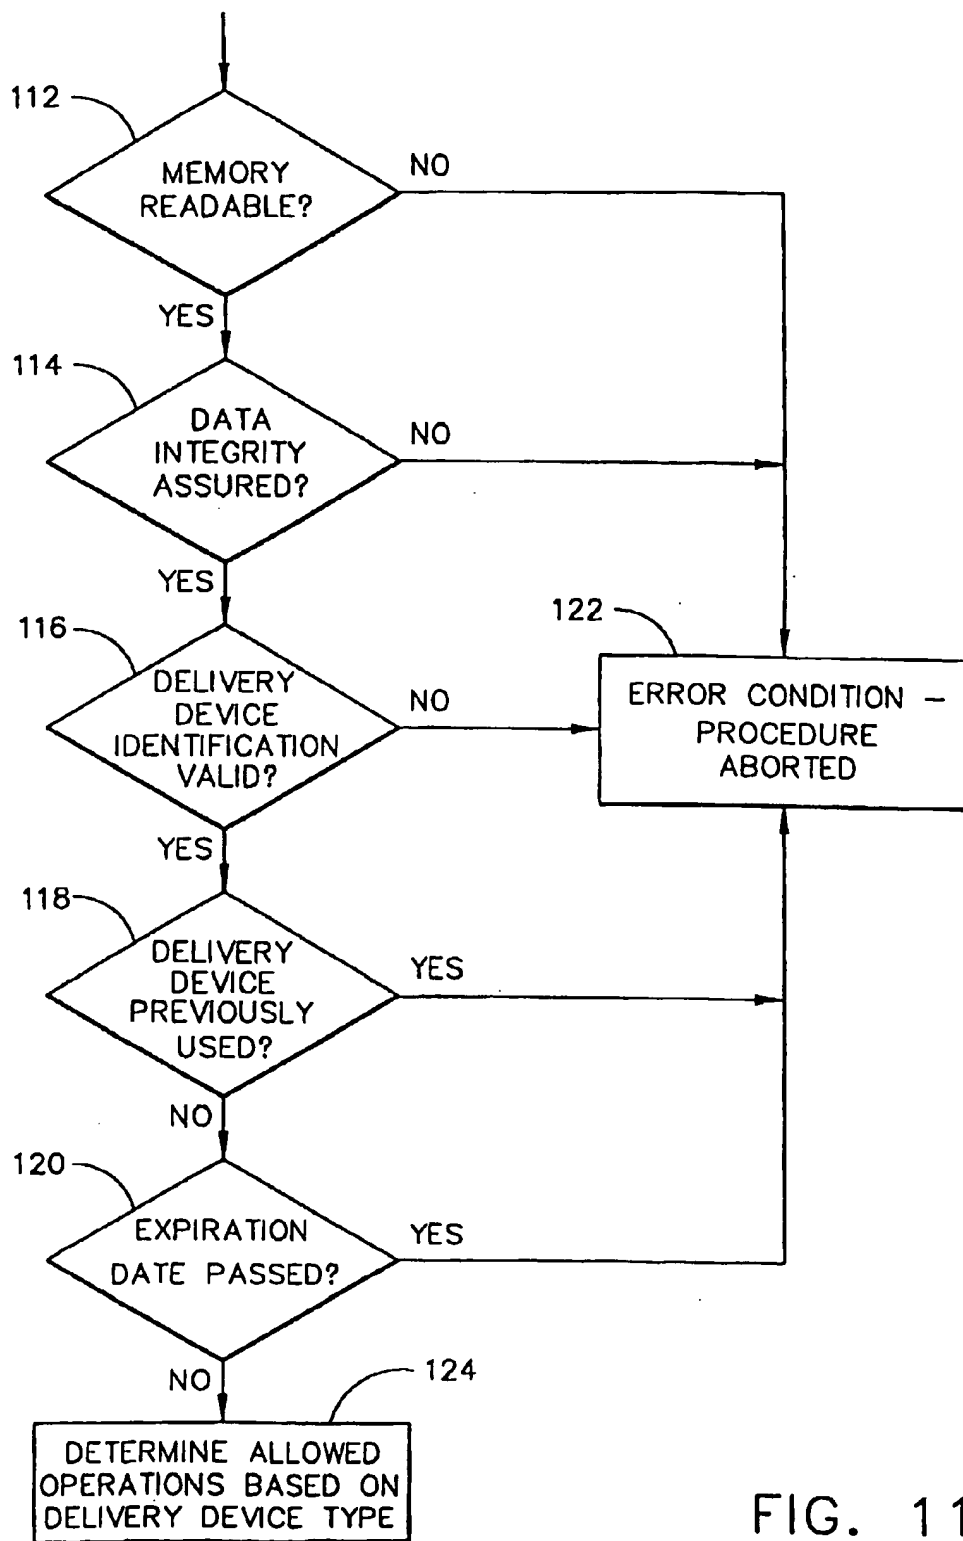 112
MEMORY
READABLE?
NO
YES
114
DATA
INTEGRITY
ASSURED?
NO
YES
116
DELIVERY
DEVICE
IDENTIFICATION
VALID?
NO
122
ERROR CONDITION –
PROCEDURE
ABORTED
YES
118
DELIVERY
DEVICE
PREVIOUSLY
USED?
YES
NO
120
EXPIRATION
DATE PASSED?
YES
NO
124
DETERMINE ALLOWED
OPERATIONS BASED ON
DELIVERY DEVICE TYPE
FIG. 11